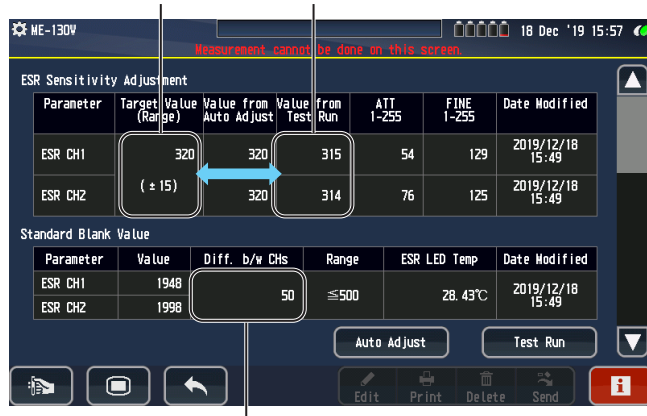 ME-130V 18 Dec '19 15:57
Measurement cannot be done on this screen.
ESR Sensitivity Adjustment
Parameter Target Value (Range) Value from Auto Adjust Value from Test Run ATT 1-255 FINE 1-255 Date Modified
ESR CH1 320 320 315 54 129 2019/12/18 15:49
(±15)
ESR CH2 320 314 76 125 2019/12/18 15:49
Standard Blank Value
Parameter Value Diff. b/w CHs Range ESR LED Temp Date Modified
ESR CH1 1948 50 ≦500 28.43℃ 2019/12/18 15:49
ESR CH2 1998
Auto Adjust Test Run
Edit Print Delete Send i